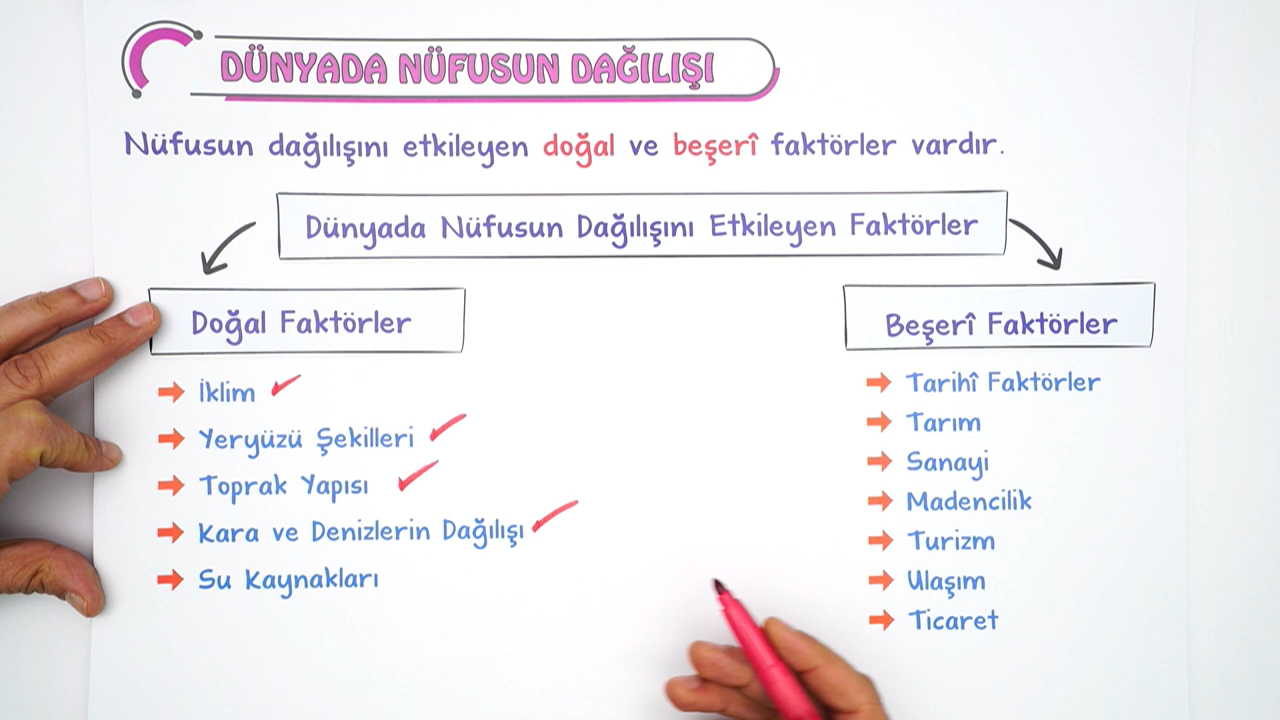 DÜNYADA NÜFUSUN DAĞILIŞI
Nüfusun dağılışını etkileyen doğal ve beşerî faktörler vardır.
Dünyada Nüfusun Dağılışını Etkileyen Faktörler
Doğal Faktörler
İklim
Yeryüzü Şekilleri
Toprak Yapısı
Kara ve Denizlerin Dağılışı
Su Kaynakları
Beşerî Faktörler
Tarihî Faktörler
Tarım
Sanayi
Madencilik
Turizm
Ulaşım
Ticaret